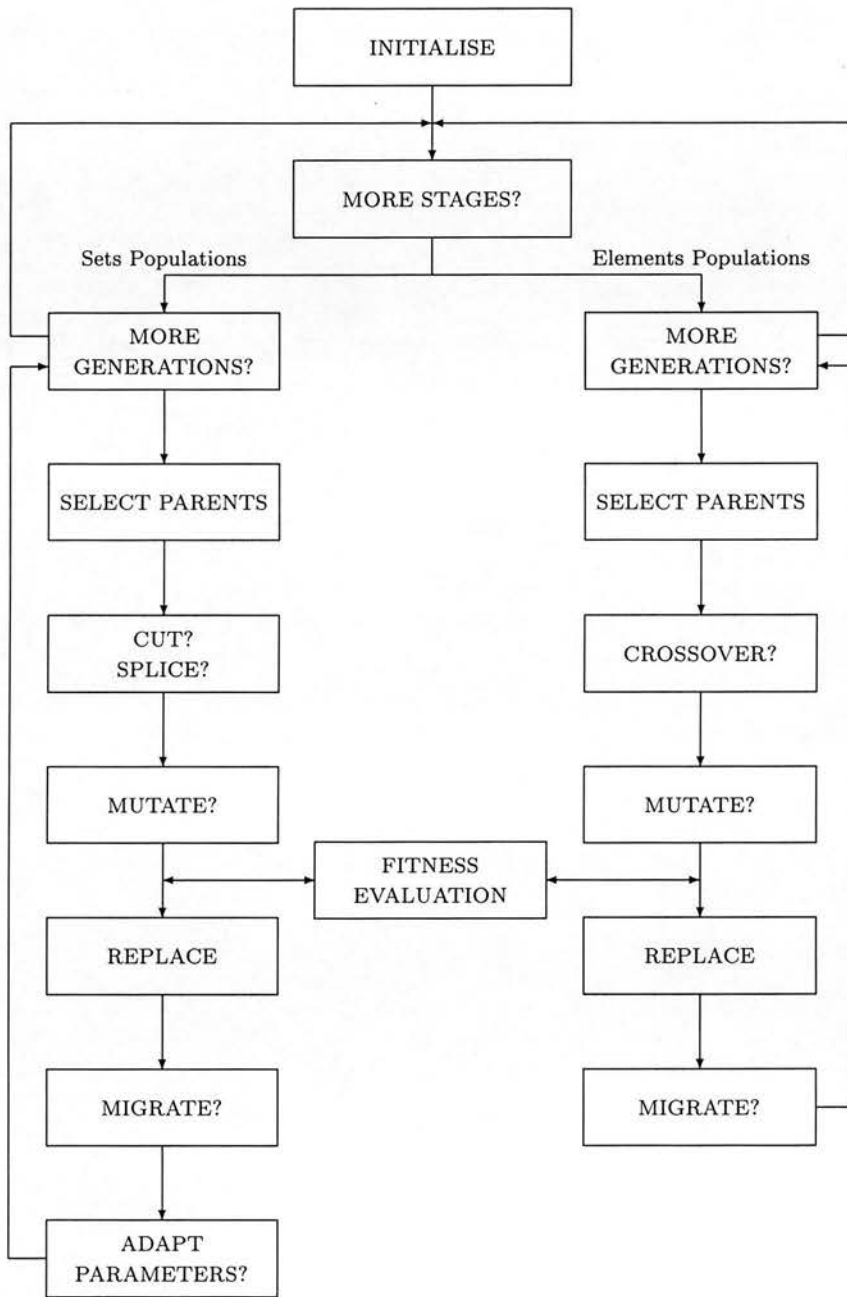 INITIALISE
MORE STAGES?
Sets Populations
Elements Populations
MORE
GENERATIONS?
MORE
GENERATIONS?
SELECT PARENTS
SELECT PARENTS
CUT?
SPLICE?
CROSSOVER?
MUTATE?
MUTATE?
FITNESS
EVALUATION
REPLACE
REPLACE
MIGRATE?
MIGRATE?
ADAPT
PARAMETERS?